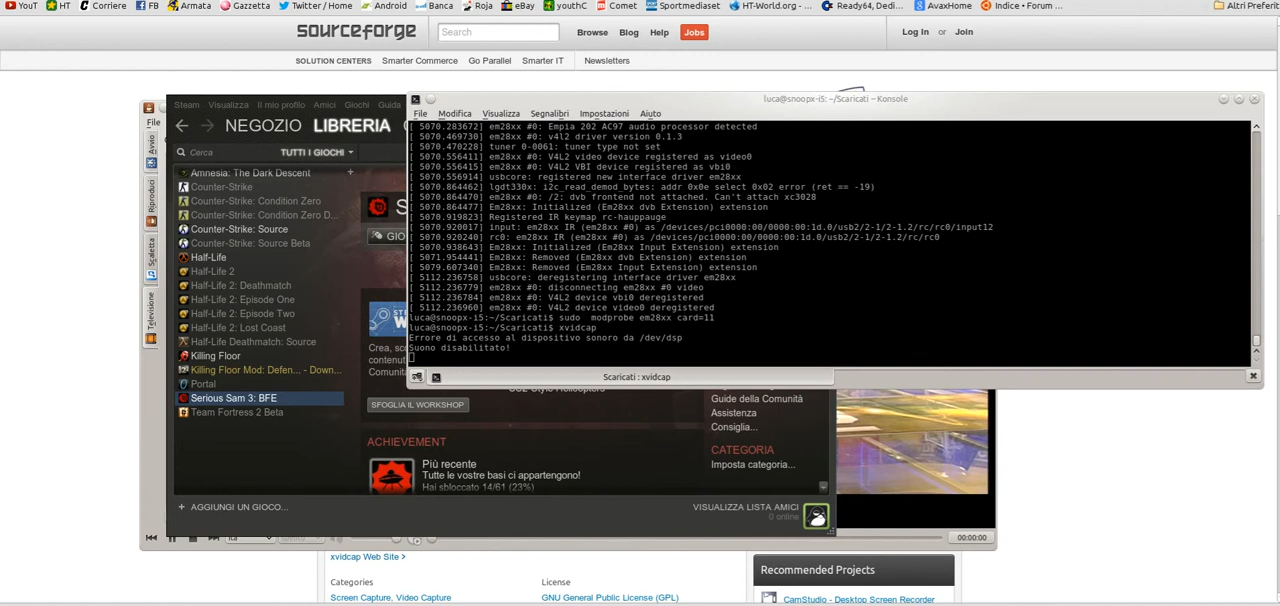 YouT HT Corriere FB Armata Gazzetta Twitter / Home Android Banca Roja eBay youthC Comet Sportmediaset HT-World.org - ... Ready64, Dedi... AvaxHome Indice • Forum ... Altri Preferit
sourceforge Search Browse Blog Help Jobs Log In or Join
SOLUTION CENTERS Smarter Commerce Go Parallel Smarter IT Newsletters
File
Avvio
Riproduci
Scaletta
Televisione
Steam Visualizza Il mio profilo Amici Giochi Guida
NEGOZIO LIBRERIA
Cerca TUTTI I GIOCHI
Amnesia: The Dark Descent +
Counter-Strike
Counter-Strike: Condition Zero
Counter-Strike: Condition Zero D...
Counter-Strike: Source
Counter-Strike: Source Beta
Half-Life
Half-Life 2
Half-Life 2: Deathmatch
Half-Life 2: Episode One
Half-Life 2: Episode Two
Half-Life 2: Lost Coast
Half-Life Deathmatch: Source
Killing Floor
Killing Floor Mod: Defen... - Downlo...
Portal
Serious Sam 3: BFE
Team Fortress 2 Beta
S
GIO
Crea, sc
contenut
Comunita
SFOGLIA IL WORKSHOP
ACHIEVEMENT
Più recente
Tutte le vostre basi ci appartengono!
Hai sbloccato 14/61 (23%)
Guide della Comunità
Assistenza
Consiglia...
CATEGORIA
Imposta categoria...
+ AGGIUNGI UN GIOCO...
VISUALIZZA LISTA AMICI
0 online
luca@snoopx-i5: ~/Scaricati – Konsole
File Modifica Visualizza Segnalibri Impostazioni Aiuto
[ 5070.283672] em28xx #0: Empia 202 AC97 audio processor detected
[ 5070.469730] em28xx #0: v4l2 driver version 0.1.3
[ 5070.470228] tuner 0-0061: tuner type not set
[ 5070.556411] em28xx #0: V4L2 video device registered as video0
[ 5070.556415] em28xx #0: V4L2 VBI device registered as vbi0
[ 5070.556914] usbcore: registered new interface driver em28xx
[ 5070.864462] lgdt330x: i2c_read_demod_bytes: addr 0x0e select 0x02 error (ret == -19)
[ 5070.864470] em28xx #0: /2: dvb frontend not attached. Can't attach xc3028
[ 5070.864477] Em28xx: Initialized (Em28xx dvb Extension) extension
[ 5070.919823] Registered IR keymap rc-hauppauge
[ 5070.920017] input: em28xx IR (em28xx #0) as /devices/pci0000:00/0000:00:1d.0/usb2/2-1/2-1.2/rc/rc0/input12
[ 5070.920240] rc0: em28xx IR (em28xx #0) as /devices/pci0000:00/0000:00:1d.0/usb2/2-1/2-1.2/rc/rc0
[ 5070.938643] Em28xx: Initialized (Em28xx Input Extension) extension
[ 5071.954441] Em28xx: Removed (Em28xx dvb Extension) extension
[ 5079.607340] Em28xx: Removed (Em28xx Input Extension) extension
[ 5112.236758] usbcore: deregistering interface driver em28xx
[ 5112.236779] em28xx #0: disconnecting em28xx #0 video
[ 5112.236784] em28xx #0: V4L2 device vbi0 deregistered
[ 5112.236960] em28xx #0: V4L2 device video0 deregistered
luca@snoopx-i5:~/Scaricati$ sudo modprobe em28xx card=11
luca@snoopx-i5:~/Scaricati$ xvidcap
Errore di accesso al dispositivo sonoro da /dev/dsp
Suono disabilitato!
Scaricati : xvidcap
00:00:00
xvidcap Web Site >
Categories License
Screen Capture, Video Capture GNU General Public License (GPL)
Recommended Projects
CamStudio - Desktop Screen Recorder